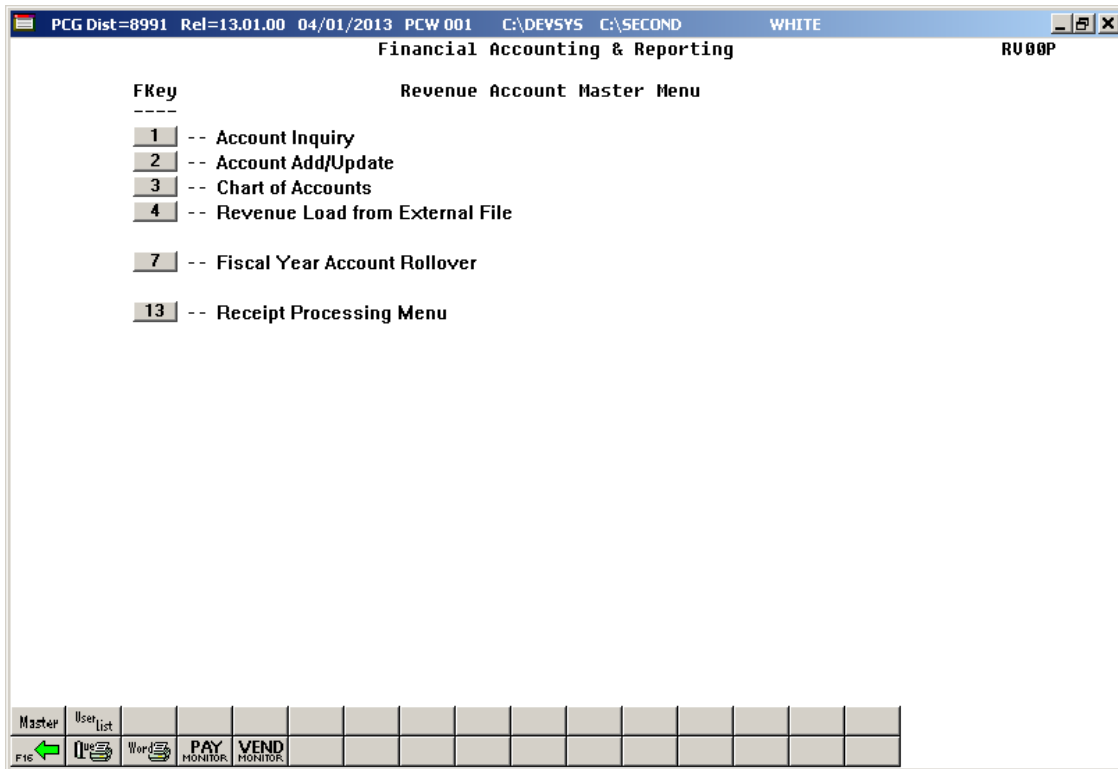 PCG Dist=8991 Rel=13.01.00 04/01/2013 PCW 001 C:\DEVSYS C:\SECOND WHITE
Financial Accounting & Reporting RV00P
FKey Revenue Account Master Menu
----
1 -- Account Inquiry
2 -- Account Add/Update
3 -- Chart of Accounts
4 -- Revenue Load from External File
7 -- Fiscal Year Account Rollover
13 -- Receipt Processing Menu
Master User List
F16 Que Word PAY MONITOR VEND MONITOR